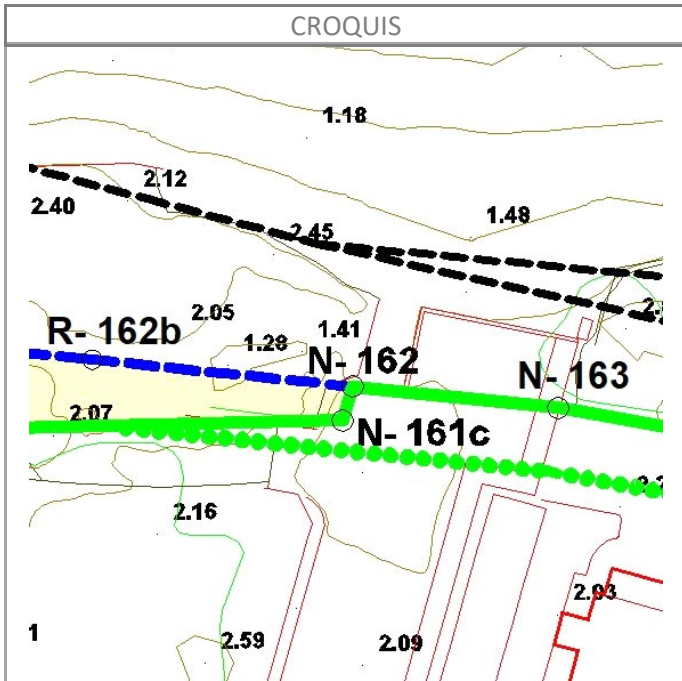 CROQUIS
1.18
2.12
2.40
1.48
2.45
2.05
R- 162b
1.28
1.41
N- 162
N- 163
2.07
N- 161c
2.16
2.93
1
2.59
2.09